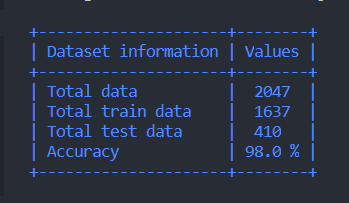 +---------------------+--------+
| Dataset information | Values |
+---------------------+--------+
| Total data          |  2047  |
| Total train data    |  1637  |
| Total test data     |  410   |
| Accuracy            | 98.0 % |
+---------------------+--------+